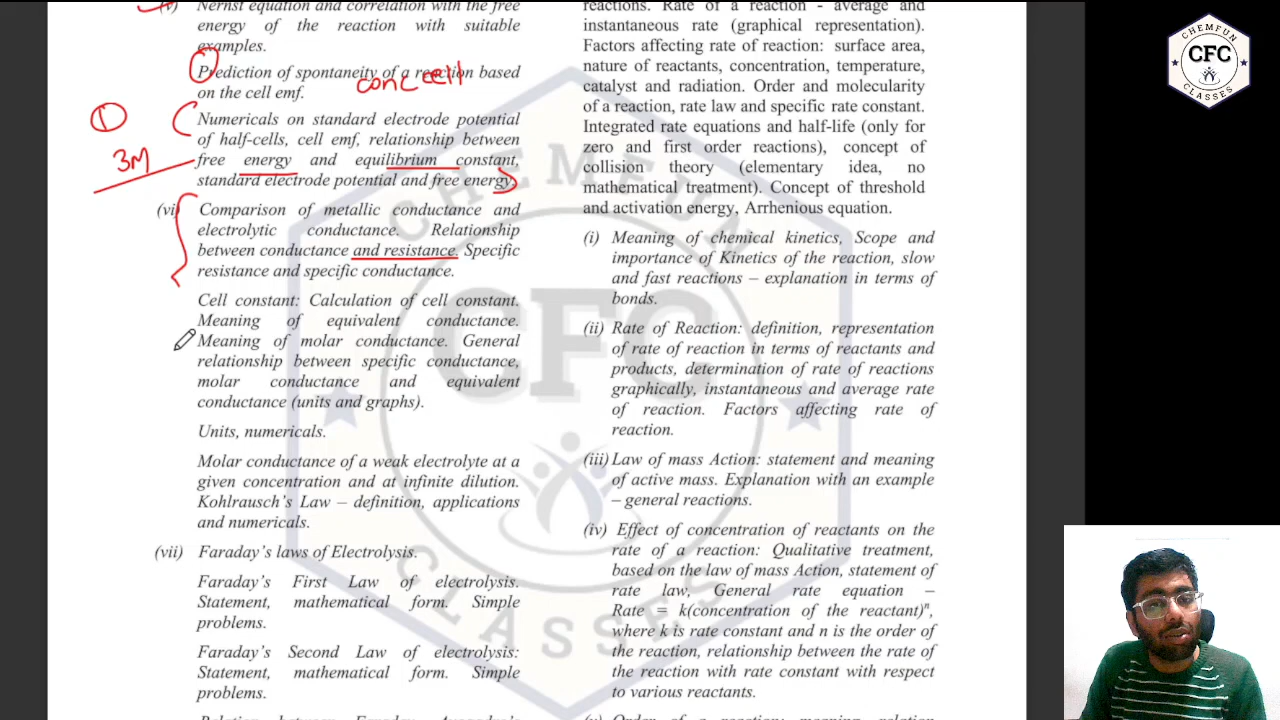 (v) Nernst equation and correlation with the free
energy of the reaction with suitable
examples.
Prediction of spontaneity of a reaction based
on the cell emf.
conc cell
Numericals on standard electrode potential
of half-cells, cell emf, relationship between
free energy and equilibrium constant,
standard electrode potential and free energy.
1
3M
(vi) Comparison of metallic conductance and
electrolytic conductance. Relationship
between conductance and resistance. Specific
resistance and specific conductance.
Cell constant: Calculation of cell constant.
Meaning of equivalent conductance.
Meaning of molar conductance. General
relationship between specific conductance,
molar conductance and equivalent
conductance (units and graphs).
Units, numericals.
Molar conductance of a weak electrolyte at a
given concentration and at infinite dilution.
Kohlrausch's Law – definition, applications
and numericals.
(vii) Faraday's laws of Electrolysis.
Faraday's First Law of electrolysis.
Statement, mathematical form. Simple
problems.
Faraday's Second Law of electrolysis:
Statement, mathematical form. Simple
problems.
Relation between Faraday, Avogadro's
reactions. Rate of a reaction - average and
instantaneous rate (graphical representation).
Factors affecting rate of reaction: surface area,
nature of reactants, concentration, temperature,
catalyst and radiation. Order and molecularity
of a reaction, rate law and specific rate constant.
Integrated rate equations and half-life (only for
zero and first order reactions), concept of
collision theory (elementary idea, no
mathematical treatment). Concept of threshold
and activation energy, Arrhenious equation.
(i) Meaning of chemical kinetics, Scope and
importance of Kinetics of the reaction, slow
and fast reactions – explanation in terms of
bonds.
(ii) Rate of Reaction: definition, representation
of rate of reaction in terms of reactants and
products, determination of rate of reactions
graphically, instantaneous and average rate
of reaction. Factors affecting rate of
reaction.
(iii) Law of mass Action: statement and meaning
of active mass. Explanation with an example
– general reactions.
(iv) Effect of concentration of reactants on the
rate of a reaction: Qualitative treatment,
based on the law of mass Action, statement of
rate law, General rate equation –
Rate = k(concentration of the reactant)ⁿ,
where k is rate constant and n is the order of
the reaction, relationship between the rate of
the reaction with rate constant with respect
to various reactants.
(v) Order of a reaction: meaning, relation
CHEMFUN
CFC
CLASSES
CHEMFUN
CFC
CLASSES